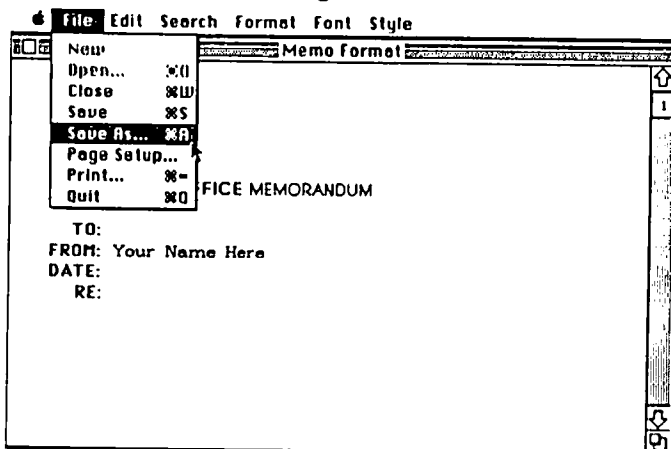 File Edit Search Format Font Style
Memo Format
New
Open... ⌘O
Close ⌘W
Save ⌘S
Save As... ⌘A
Page Setup...
Print... ⌘=
Quit ⌘Q
1
FICE MEMORANDUM
TO:
FROM: Your Name Here
DATE:
RE: